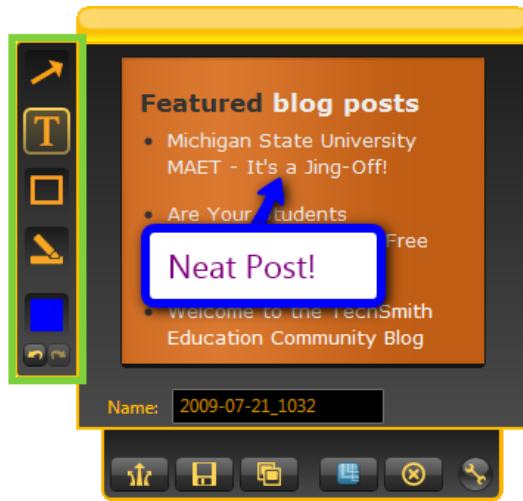 T
Featured blog posts
• Michigan State University
MAET - It's a Jing-Off!
• Are Your Students
Free
Neat Post!
• Welcome to the TechSmith
Education Community Blog
Name: 2009-07-21_1032